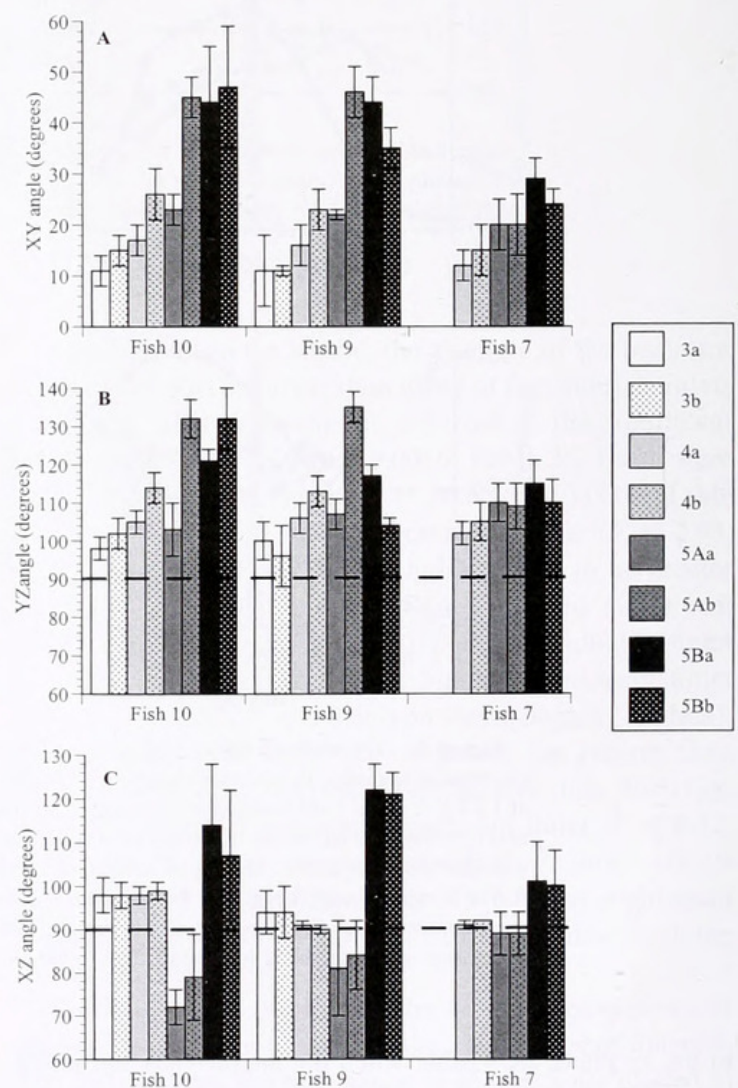 A
XY angle (degrees)
60
50
40
30
20
10
0
Fish 10 Fish 9 Fish 7
B
YZangle (degrees)
140
130
120
110
100
90
80
70
60
Fish 10 Fish 9 Fish 7
C
XZ angle (degrees)
130
120
110
100
90
80
70
60
Fish 10 Fish 9 Fish 7
3a
3b
4a
4b
5Aa
5Ab
5Ba
5Bb